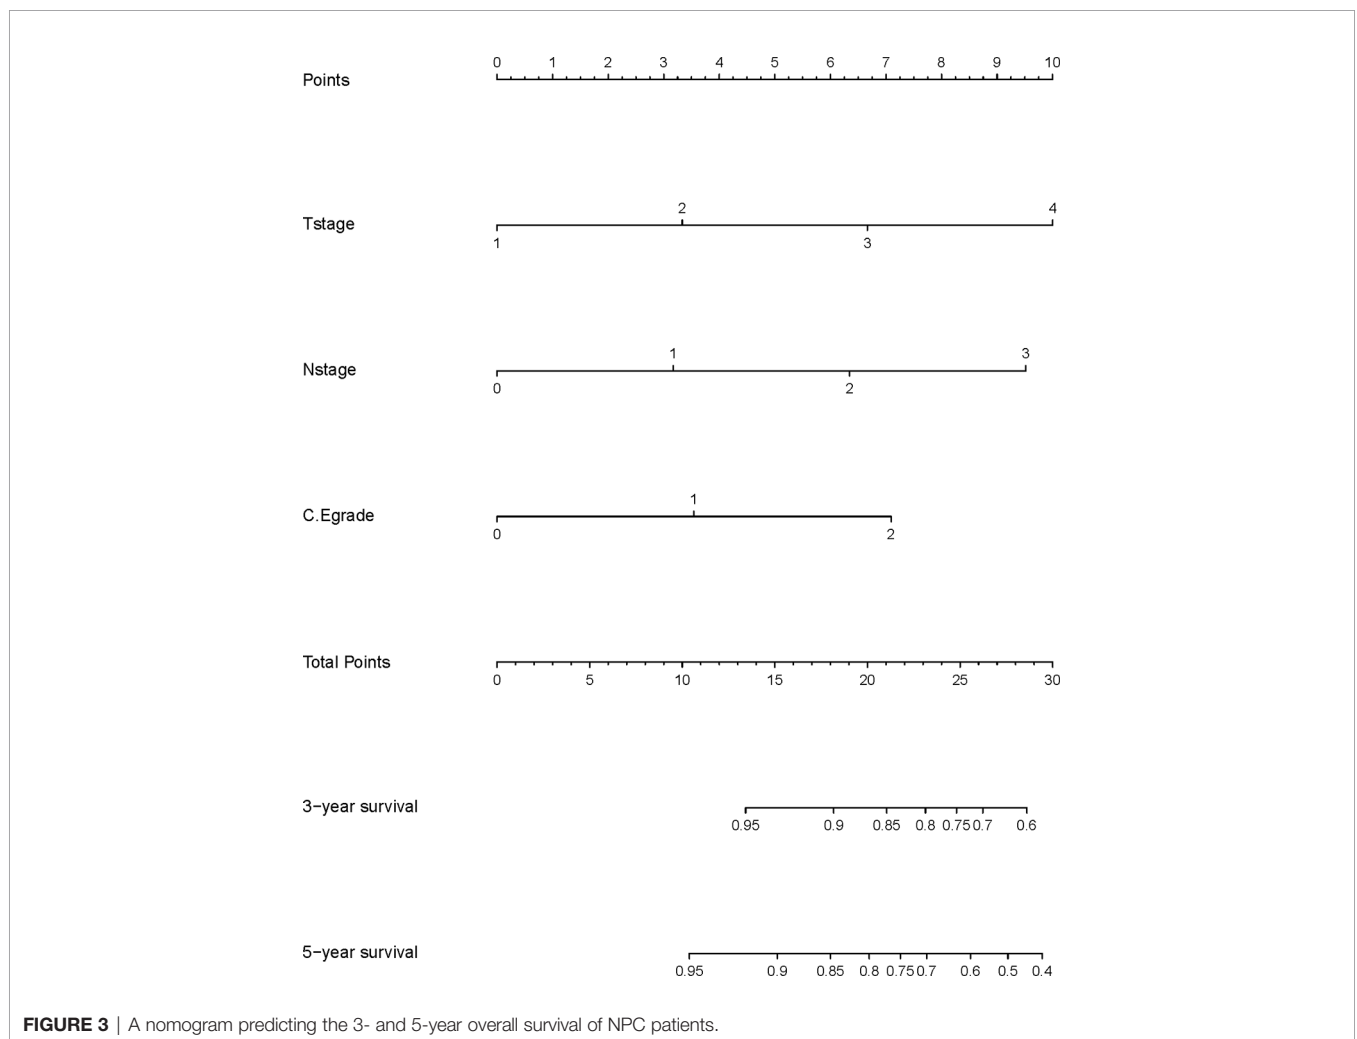 0 1 2 3 4 5 6 7 8 9 10
Points
2 4
Tstage
1 3
1 3
Nstage
0 2
1
C.Egrade
0 2
Total Points
0 5 10 15 20 25 30
3−year survival
0.95 0.9 0.85 0.8 0.75 0.7 0.6
5−year survival
0.95 0.9 0.85 0.8 0.75 0.7 0.6 0.5 0.4
FIGURE 3 | A nomogram predicting the 3- and 5-year overall survival of NPC patients.